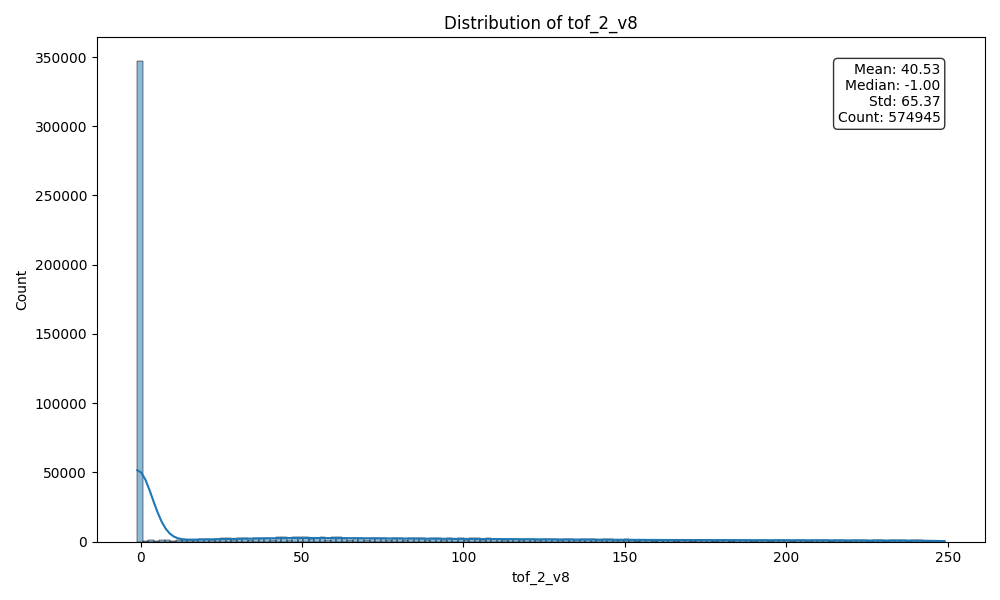 Distribution of tof_2_v8
Mean: 40.53
Median: -1.00
Std: 65.37
Count: 574945
350000
300000
250000
200000
150000
100000
50000
0
Count
0 50 100 150 200 250
tof_2_v8